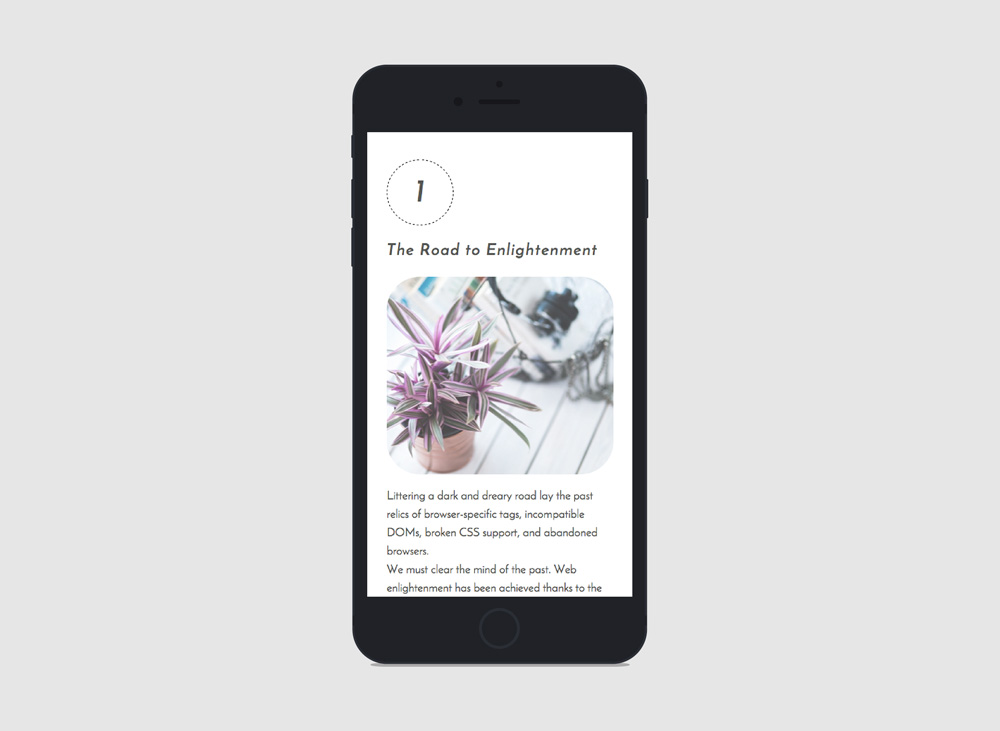 1
The Road to Enlightenment
Littering a dark and dreary road lay the past
relics of browser-specific tags, incompatible
DOMs, broken CSS support, and abandoned
browsers.
We must clear the mind of the past. Web
enlightenment has been achieved thanks to the